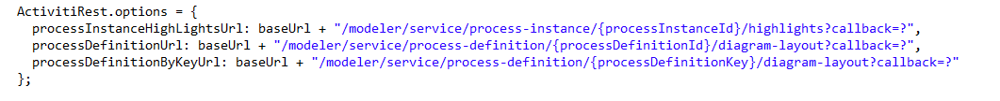 ActivitiRest.options = {
  processInstanceHighLightsUrl: baseUrl + "/modeler/service/process-instance/{processInstanceId}/highlights?callback=?",
  processDefinitionUrl: baseUrl + "/modeler/service/process-definition/{processDefinitionId}/diagram-layout?callback=?",
  processDefinitionByKeyUrl: baseUrl + "/modeler/service/process-definition/{processDefinitionKey}/diagram-layout?callback=?"
};